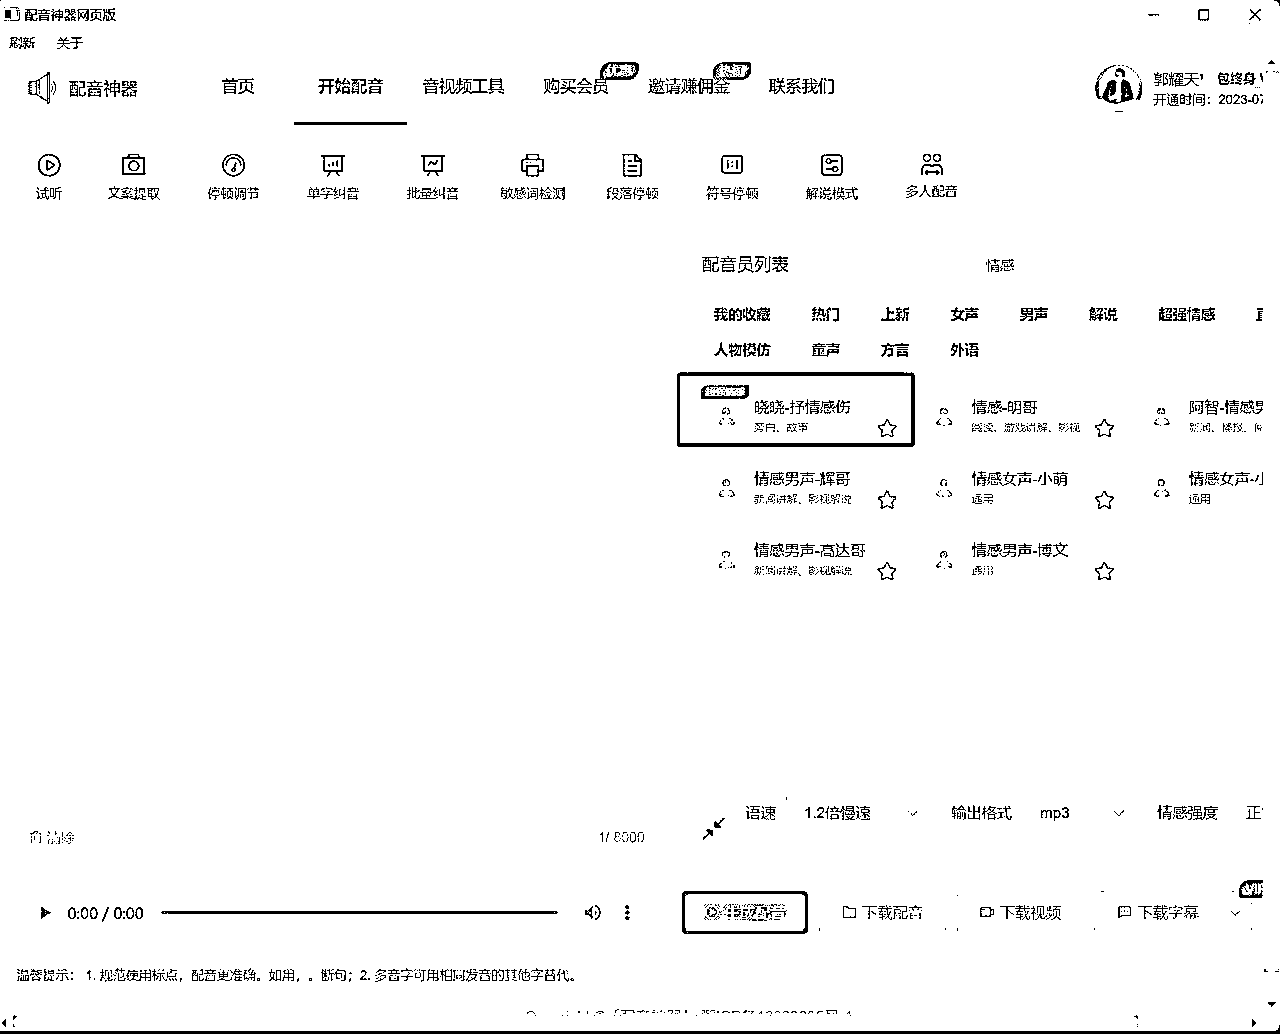 配音神器网页版
刷新 关于
配音神器 首页 开始配音 音视频工具 购买会员 邀请赚佣金 联系我们
郭耀天 包终身
开通时间：2023-0
试听 文案提取 停顿调节 单字纠音 批量纠音 敏感词检测 段落停顿 符号停顿 解说模式 多人配音
配音员列表 情感
我的收藏 热门 上新 女声 男声 解说 超强情感
人物模仿 童声 方言 外语
晓晓-抒情感伤 情感-明哥 阿智-情感男
旁白、故事 阅读、游戏讲解、影视 新闻、播报、
情感男声-辉哥 情感女声-小萌 情感女声-小
新闻讲解、影视解说 通用 通用
情感男声-高达哥 情感男声-博文
新闻讲解、影视解说 通用
语速 1.2倍慢速 输出格式 mp3 情感强度 正
清除 1/ 8000
0:00 / 0:00 生成配音 下载配音 下载视频 下载字幕
温馨提示： 1. 规范使用标点，配音更准确。如用，。断句；2. 多音字可用相同发音的其他字替代。